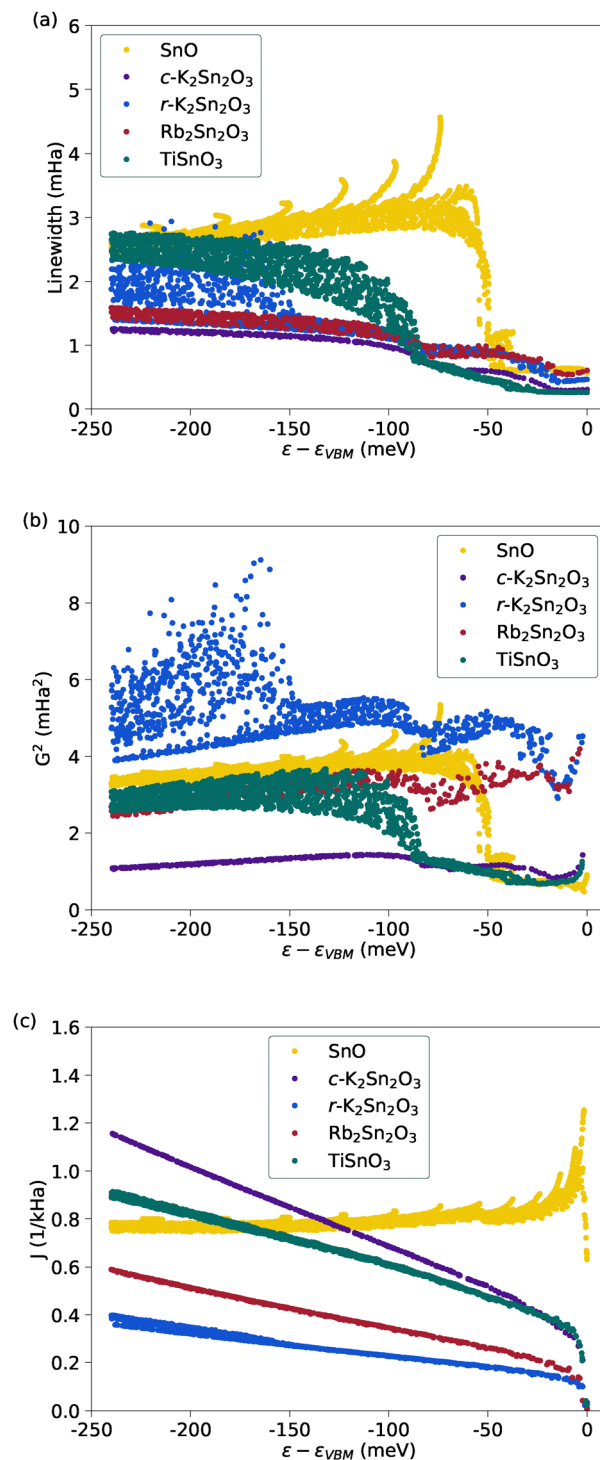 (a)
6
5
4
3
2
1
0
Linewidth (mHa)
SnO
c-K₂Sn₂O₃
r-K₂Sn₂O₃
Rb₂Sn₂O₃
TiSnO₃
-250 -200 -150 -100 -50 0
ε − ε_VBM (meV)
(b)
10
8
6
4
2
0
G² (mHa²)
SnO
c-K₂Sn₂O₃
r-K₂Sn₂O₃
Rb₂Sn₂O₃
TiSnO₃
-250 -200 -150 -100 -50 0
ε − ε_VBM (meV)
(c)
1.6
1.4
1.2
1.0
0.8
0.6
0.4
0.2
0.0
J (1/kHa)
SnO
c-K₂Sn₂O₃
r-K₂Sn₂O₃
Rb₂Sn₂O₃
TiSnO₃
-250 -200 -150 -100 -50 0
ε − ε_VBM (meV)